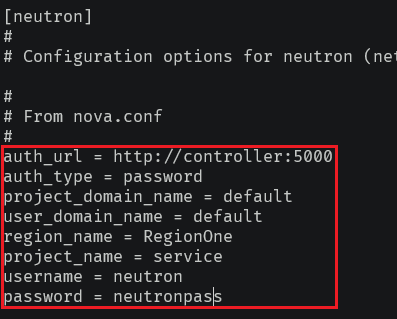 [neutron]
#
# Configuration options for neutron (net
#
# From nova.conf
#
auth_url = http://controller:5000
auth_type = password
project_domain_name = default
user_domain_name = default
region_name = RegionOne
project_name = service
username = neutron
password = neutronpass